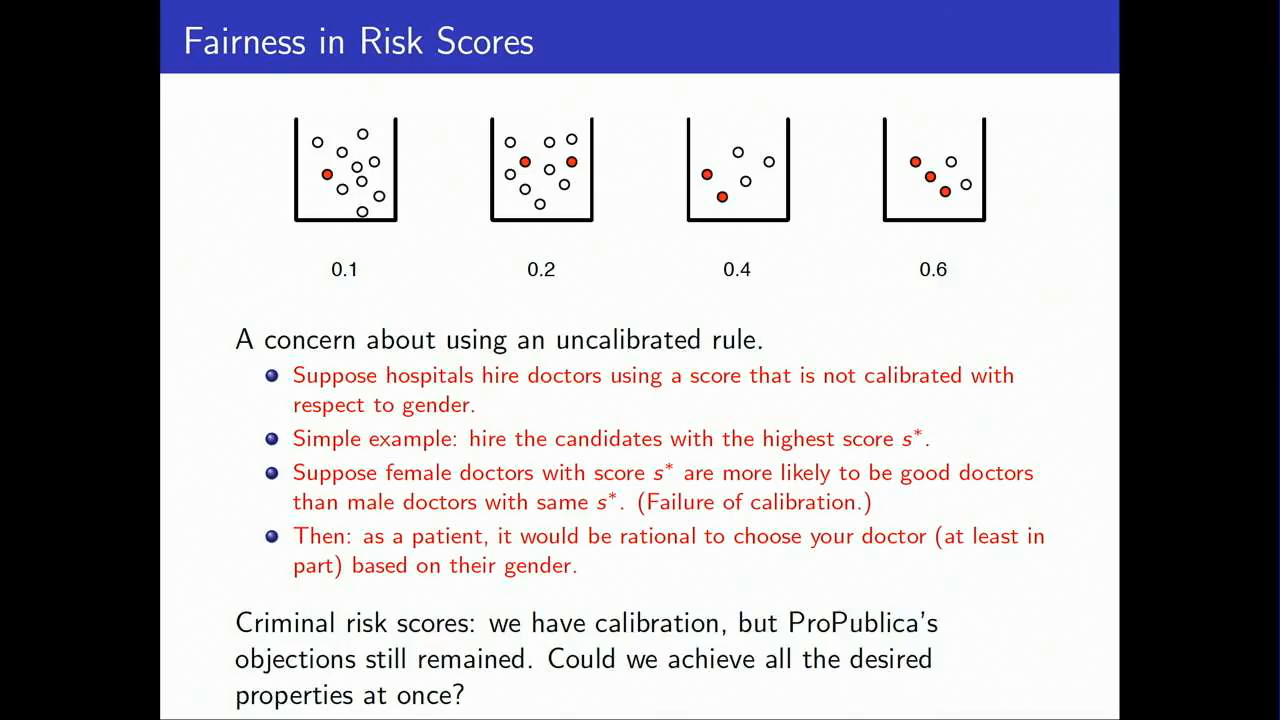 Fairness in Risk Scores
0.1 0.2 0.4 0.6
A concern about using an uncalibrated rule.
Suppose hospitals hire doctors using a score that is not calibrated with
respect to gender.
Simple example: hire the candidates with the highest score s*.
Suppose female doctors with score s* are more likely to be good doctors
than male doctors with same s*. (Failure of calibration.)
Then: as a patient, it would be rational to choose your doctor (at least in
part) based on their gender.
Criminal risk scores: we have calibration, but ProPublica's
objections still remained. Could we achieve all the desired
properties at once?